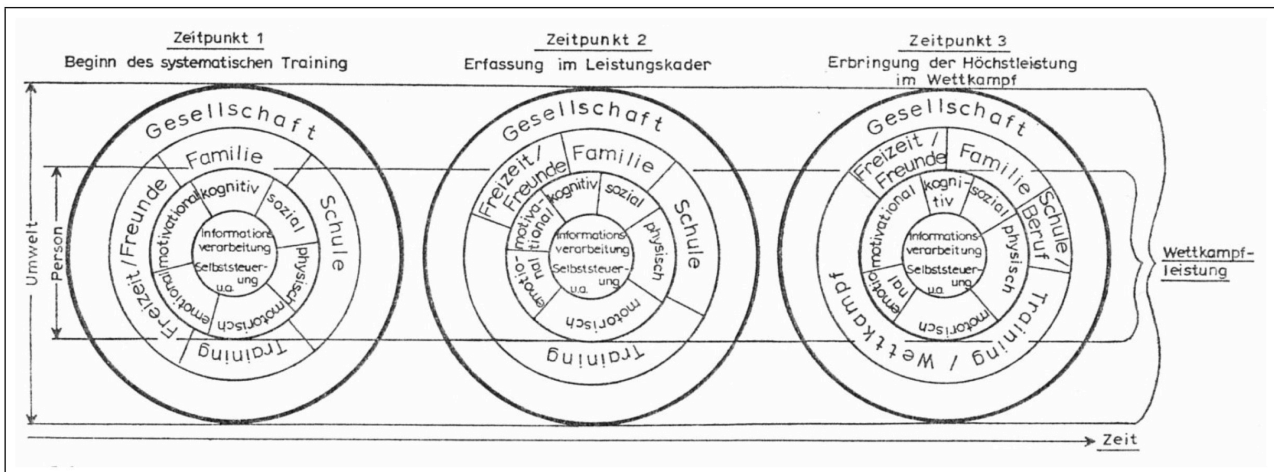 Zeitpunkt 1
Beginn des systematischen Training
Zeitpunkt 2
Erfassung im Leistungskader
Zeitpunkt 3
Erbringung der Höchstleistung
im Wettkampf
Umwelt
Person
Gesellschaft
Familie
Schule
Training
Freizeit/Freunde
kognitiv
sozial
physisch
motorisch
emotional
motivational
Informations-
verarbeitung
Selbststeuer-
ung
u.a.
Gesellschaft
Freizeit/
Freunde
Familie
Schule
Training
kognitiv
sozial
physisch
motorisch
emotio-
nal
motiva-
tional
Informations-
verarbeitung
Selbststeuer-
ung
u.a.
Gesellschaft
Freizeit/
Freunde
Familie
Schule/
Beruf
Training / Wettkampf
kogni-
tiv
sozial
physisch
motorisch
emotio
nal
motivational
Informations-
verarbeitung
Selbststeuer-
ung
u.a.
Wettkampf-
leistung
Zeit